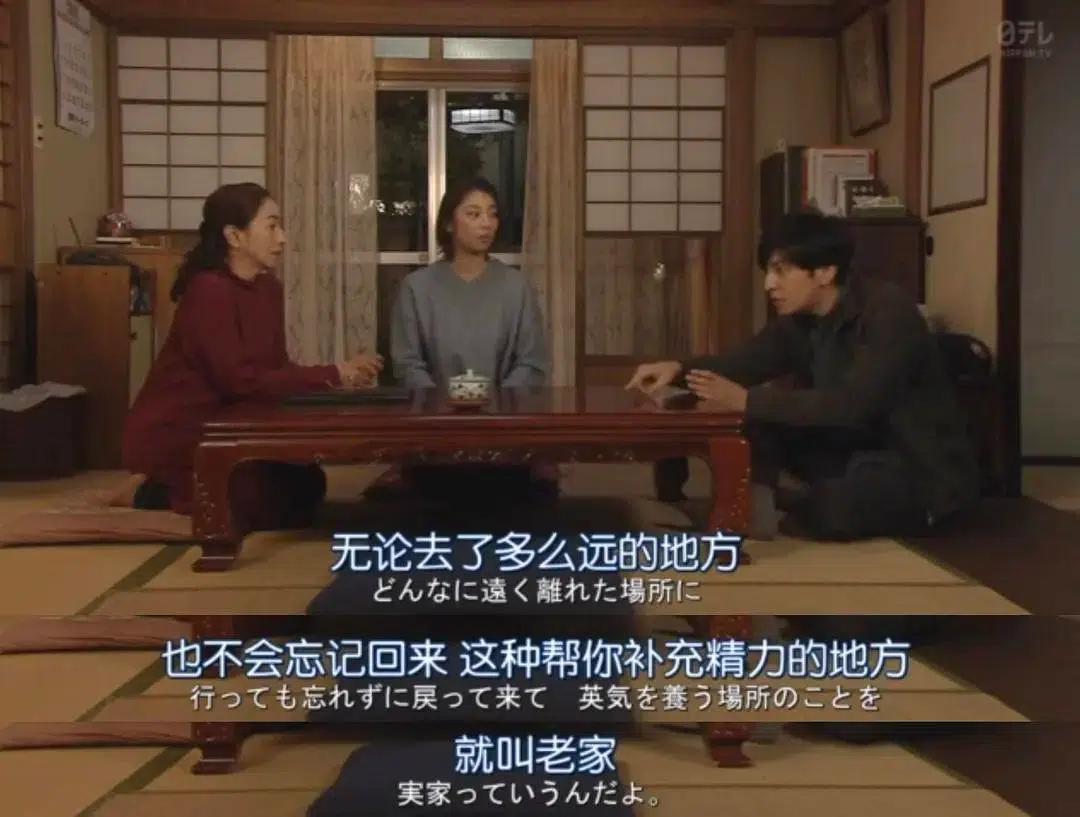 日テレ
NIPPON TV
无论去了多么远的地方
どんなに遠く離れた場所に
也不会忘记回来 这种帮你补充精力的地方
行っても忘れずに戻って来て　英気を養う場所のことを
就叫老家
実家っていうんだよ。